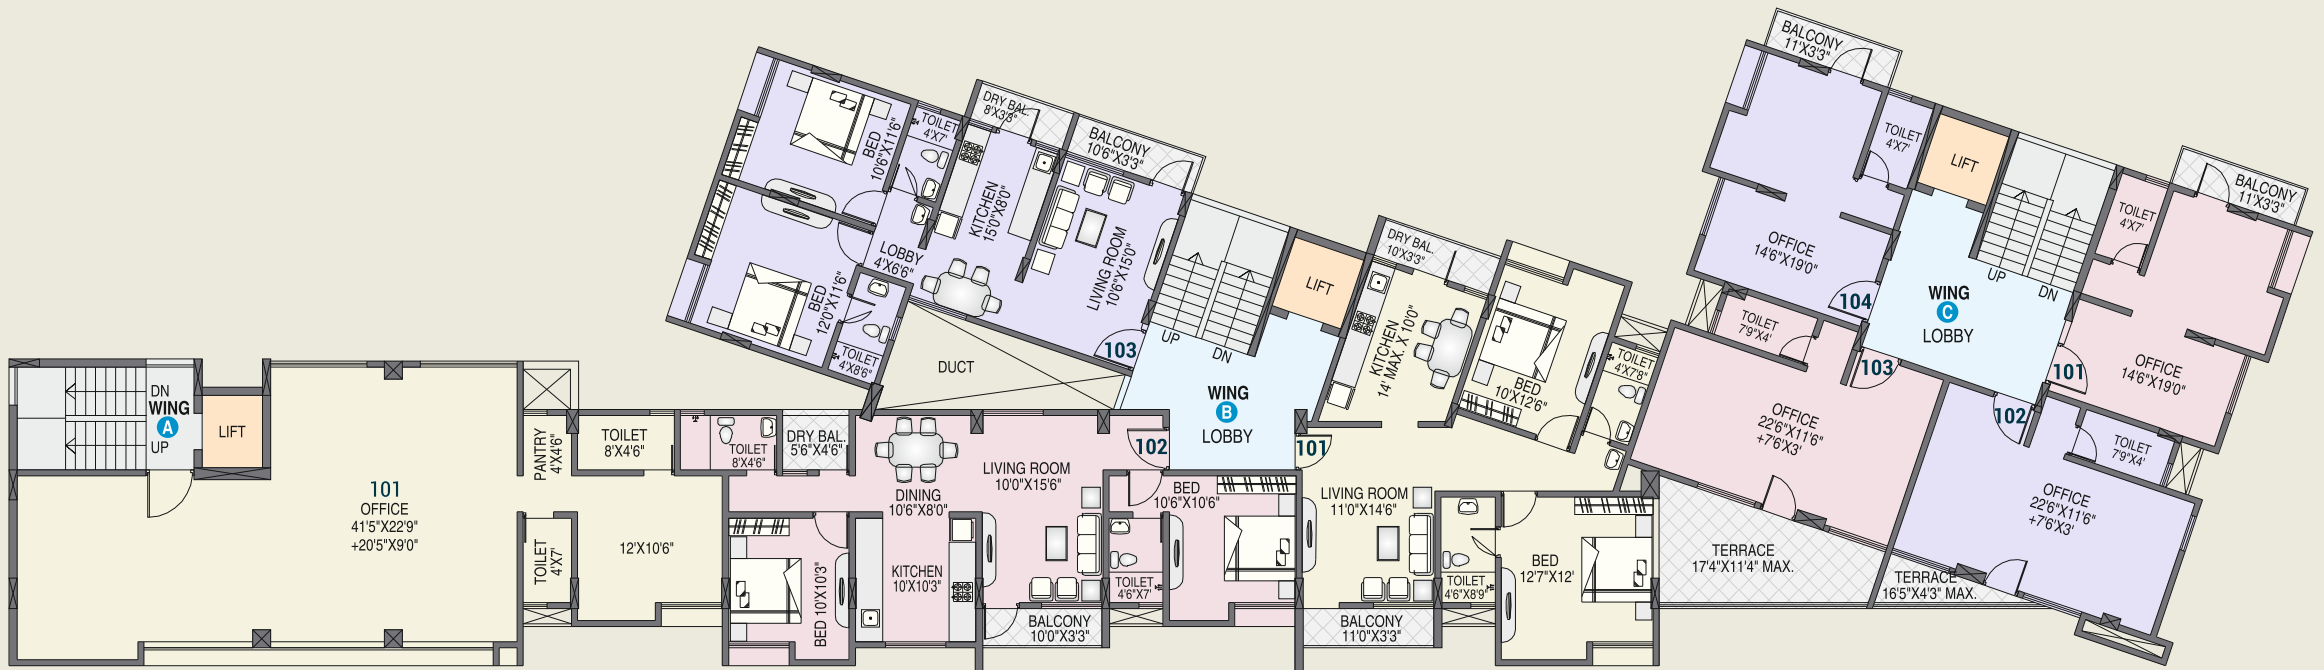 DN
WING
A
UP
LIFT
101
OFFICE
41'5"X22'9"
+20'5"X9'0"
PANTRY
4'X4'6"
TOILET
8'X4'6"
TOILET
4'X7'
12'X10'6"
BED
10'6"X11'6"
TOILET
4'X7'
DRY BAL.
8'X3'3"
BALCONY
10'6"X3'3"
KITCHEN
15'0"X8'0"
LOBBY
4'X6'6"
LIVING ROOM
10'6"X15'0"
BED
12'0"X11'6"
TOILET
4'X8'6"
103
DUCT
UP
DN
LIFT
WING
B
LOBBY
TOILET
8'X4'6"
DRY BAL.
5'6"X4'6"
102
LIVING ROOM
10'0"X15'6"
DINING
10'6"X8'0"
BED 10'X10'3"
KITCHEN
10'X10'3"
BALCONY
10'0"X3'3"
BED
10'6"X10'6"
TOILET
4'6"X7'
101
DRY BAL.
10'X3'3"
KITCHEN
14' MAX. X 10'0"
BED
10'X12'6"
TOILET
4'X7'8"
LIVING ROOM
11'0"X14'6"
BALCONY
11'0"X3'3"
TOILET
4'6"X8'9"
BED
12'7"X12'
BALCONY
11'X3'3"
TOILET
4'X7'
LIFT
OFFICE
14'6"X19'0"
104
UP
DN
WING
C
LOBBY
TOILET
4'X7'
BALCONY
11'X3'3"
OFFICE
14'6"X19'0"
101
TOILET
7'9"X4'
103
OFFICE
22'6"X11'6"
+7'6"X3'
TERRACE
17'4"X11'4" MAX.
102
TOILET
7'9"X4'
OFFICE
22'6"X11'6"
+7'6"X3'
TERRACE
16'5"X4'3" MAX.